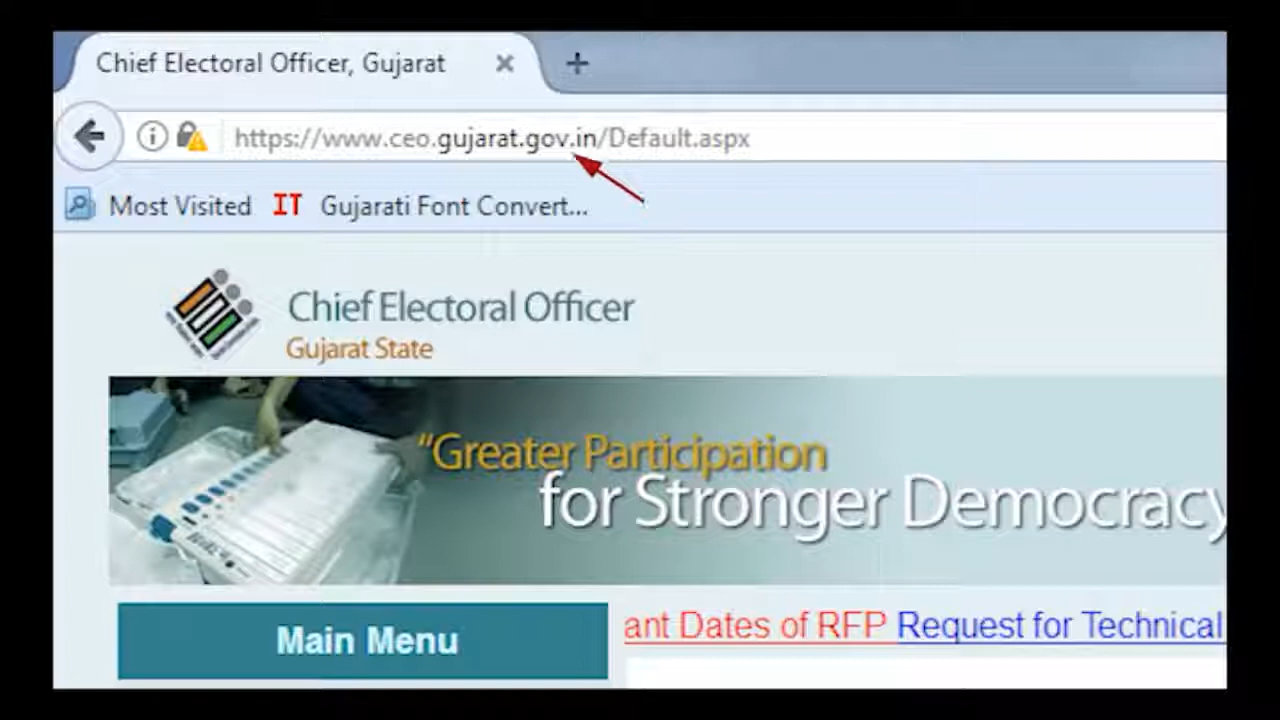 Chief Electoral Officer, Gujarat
https://www.ceo.gujarat.gov.in/Default.aspx
Most Visited IT Gujarati Font Convert...
Chief Electoral Officer
Gujarat State
"Greater Participation
for Stronger Democracy
Main Menu
ant Dates of RFP Request for Technical